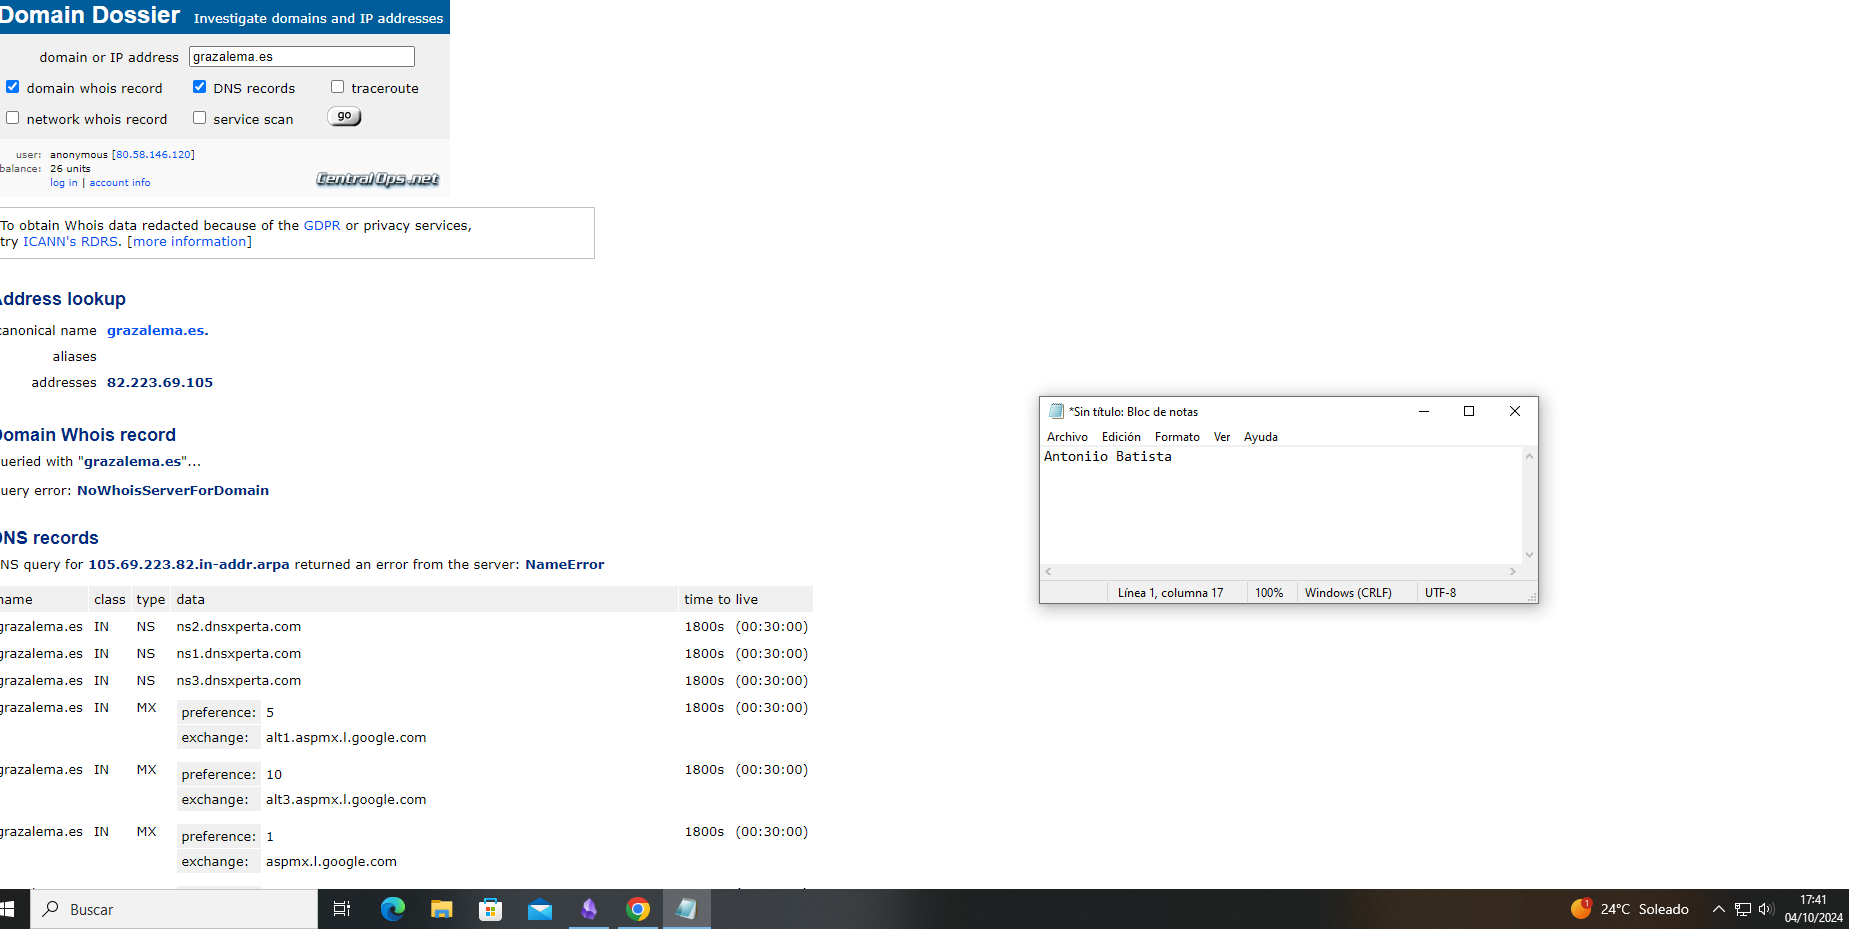 Domain Dossier Investigate domains and IP addresses
domain or IP address grazalema.es
domain whois record DNS records traceroute
network whois record service scan go
user: anonymous [80.58.146.120]
balance: 26 units
log in | account info
CentralOps.net
To obtain Whois data redacted because of the GDPR or privacy services,
try ICANN's RDRS. [more information]
Address lookup
canonical name grazalema.es.
aliases
addresses 82.223.69.105
Domain Whois record
queried with "grazalema.es"...
query error: NoWhoisServerForDomain
DNS records
DNS query for 105.69.223.82.in-addr.arpa returned an error from the server: NameError
name class type data time to live
grazalema.es IN NS ns2.dnsxperta.com 1800s (00:30:00)
grazalema.es IN NS ns1.dnsxperta.com 1800s (00:30:00)
grazalema.es IN NS ns3.dnsxperta.com 1800s (00:30:00)
grazalema.es IN MX preference: 5 1800s (00:30:00)
exchange: alt1.aspmx.l.google.com
grazalema.es IN MX preference: 10 1800s (00:30:00)
exchange: alt3.aspmx.l.google.com
grazalema.es IN MX preference: 1 1800s (00:30:00)
exchange: aspmx.l.google.com
*Sin título: Bloc de notas
Archivo Edición Formato Ver Ayuda
Antoniio Batista
Línea 1, columna 17 100% Windows (CRLF) UTF-8
Buscar
1
24°C Soleado
17:41
04/10/2024